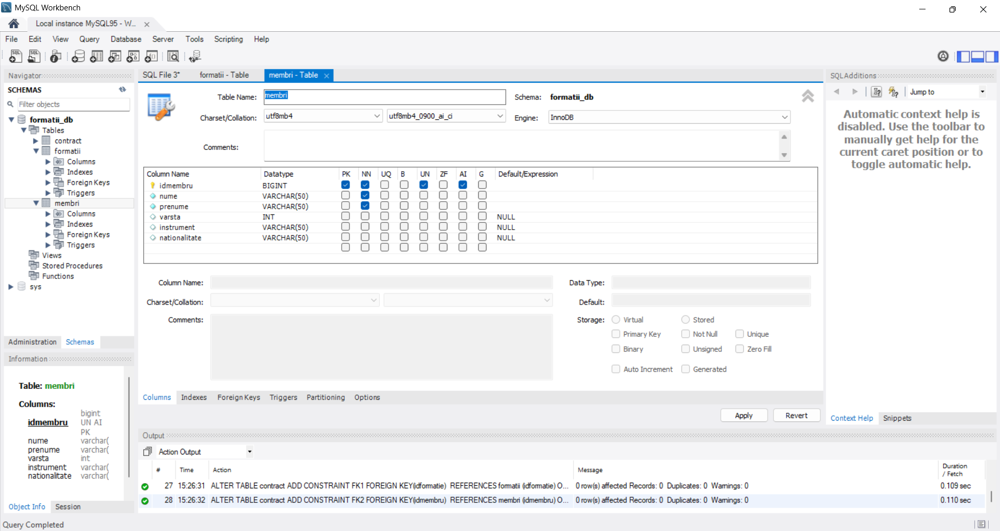 MySQL Workbench
Local instance MySQL95 - W...
File Edit View Query Database Server Tools Scripting Help
Navigator
SCHEMAS
Filter objects
formatii_db
Tables
contract
formatii
Columns
Indexes
Foreign Keys
Triggers
membri
Columns
Indexes
Foreign Keys
Triggers
Views
Stored Procedures
Functions
sys
Administration Schemas
Information
Table: membri
Columns:
idmembru bigint UN AI PK
nume varchar(
prenume varchar(
varsta int
instrument varchar(
nationalitate varchar(
Object Info Session
SQL File 3* formatii - Table membri - Table
Table Name: membri Schema: formatii_db
Charset/Collation: utf8mb4 utf8mb4_0900_ai_ci Engine: InnoDB
Comments:
Column Name Datatype PK NN UQ B UN ZF AI G Default/Expression
idmembru BIGINT
nume VARCHAR(50)
prenume VARCHAR(50)
varsta INT NULL
instrument VARCHAR(50) NULL
nationalitate VARCHAR(50) NULL
Column Name: Data Type:
Charset/Collation: Default:
Comments: Storage: Virtual Stored
Primary Key Not Null Unique
Binary Unsigned Zero Fill
Auto Increment Generated
Columns Indexes Foreign Keys Triggers Partitioning Options
Apply Revert
SQLAdditions
Jump to
Automatic context help is
disabled. Use the toolbar to
manually get help for the
current caret position or to
toggle automatic help.
Context Help Snippets
Output
Action Output
# Time Action Message Duration / Fetch
27 15:26:31 ALTER TABLE contract ADD CONSTRAINT FK1 FOREIGN KEY(idformatie) REFERENCES formatii (idformatie) O... 0 row(s) affected Records: 0 Duplicates: 0 Warnings: 0 0.109 sec
28 15:26:32 ALTER TABLE contract ADD CONSTRAINT FK2 FOREIGN KEY(idmembru) REFERENCES membri (idmembru) O... 0 row(s) affected Records: 0 Duplicates: 0 Warnings: 0 0.110 sec
Query Completed